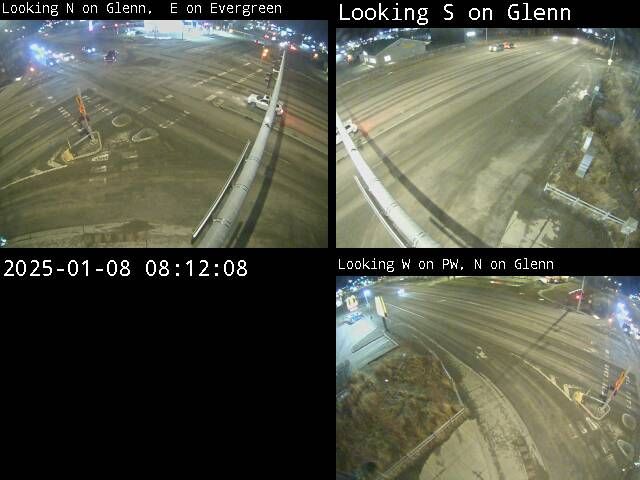 Looking N on Glenn, E on Evergreen
Looking S on Glenn
2025-01-08 08:12:08
Looking W on PW, N on Glenn